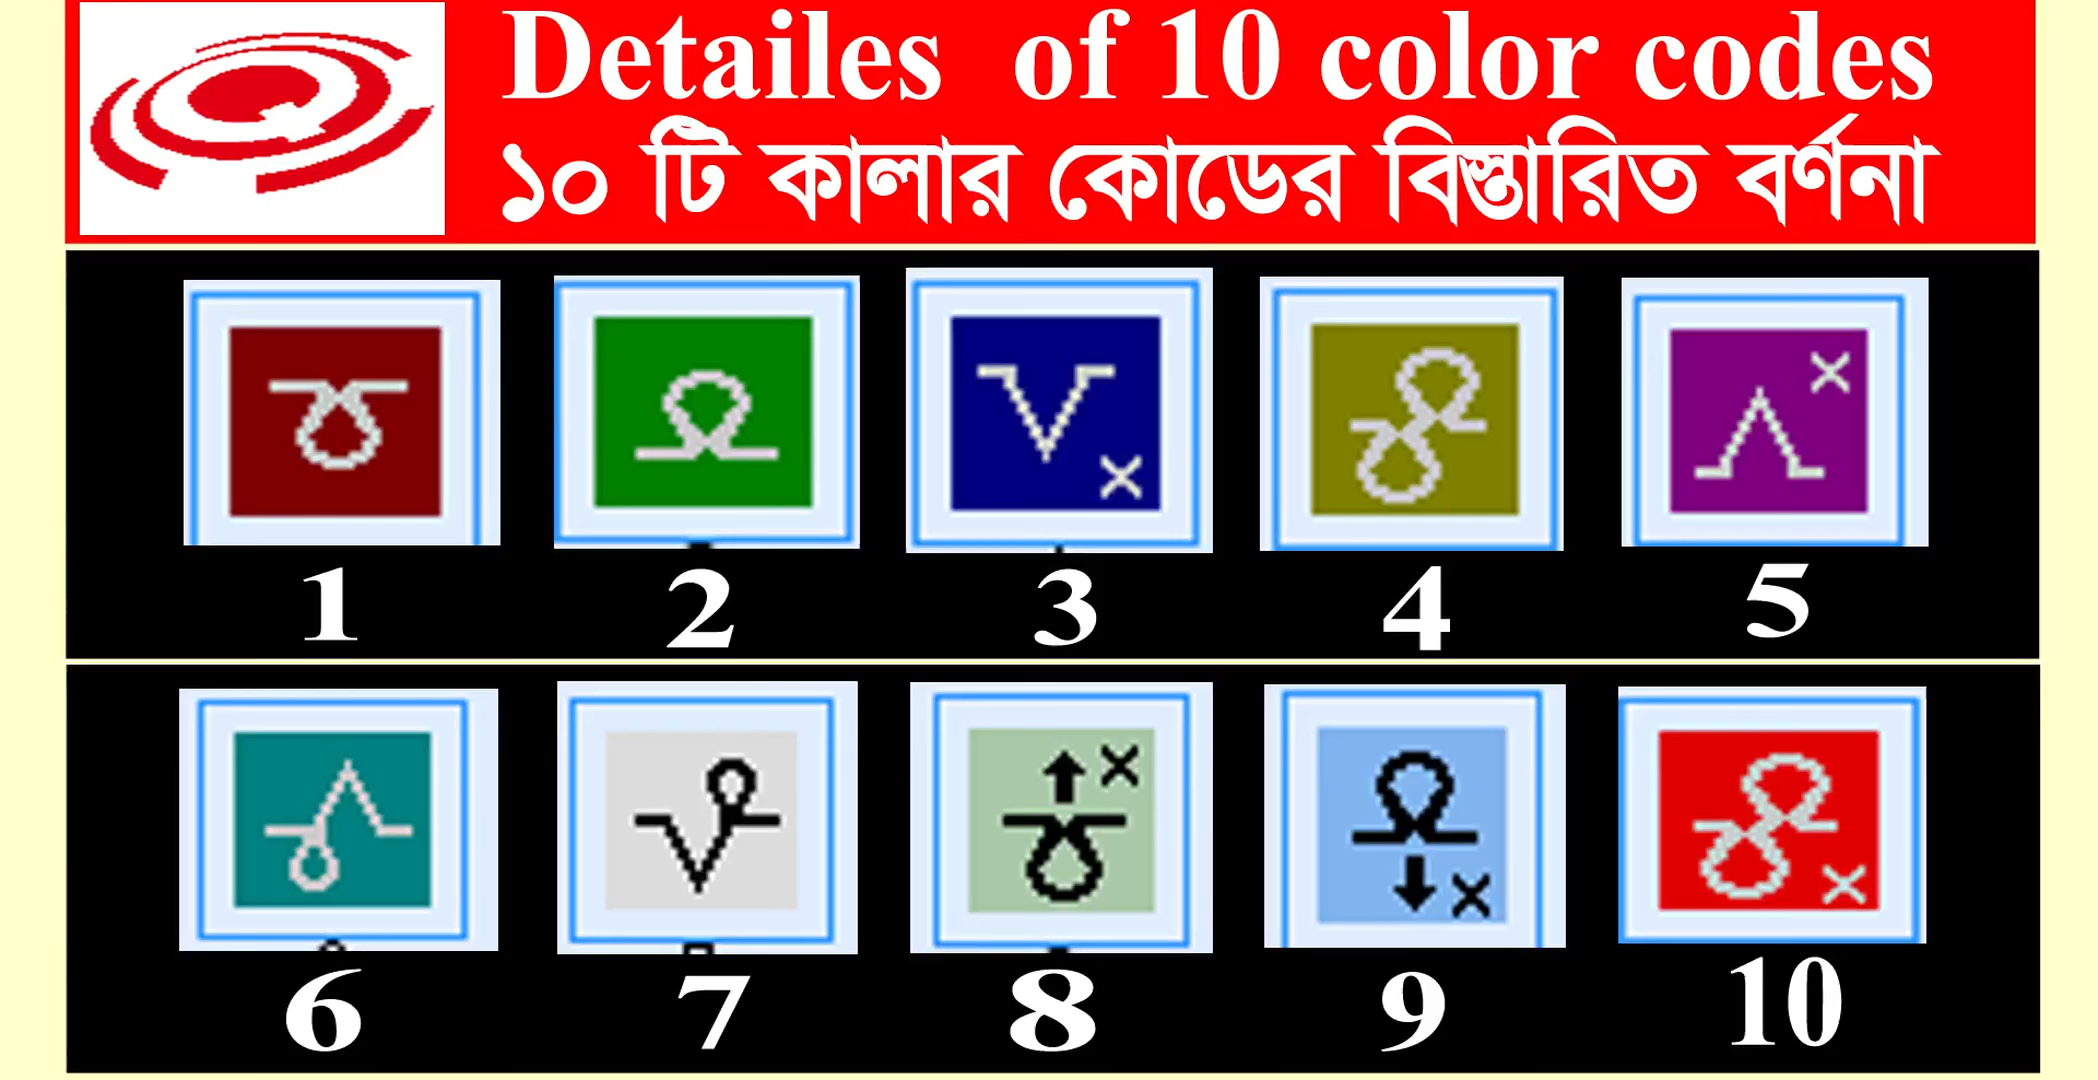 Detailes of 10 color codes
১০ টি কালার কোডের বিস্তারিত বর্ণনা
1 2 3 4 5
6 7 8 9 10